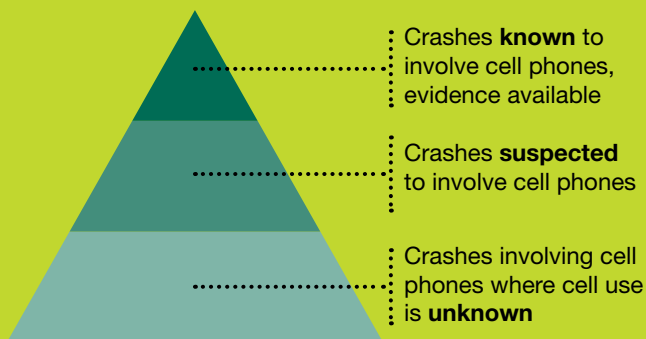 Crashes known to
involve cell phones,
evidence available
Crashes suspected
to involve cell phones
Crashes involving cell
phones where cell use
is unknown